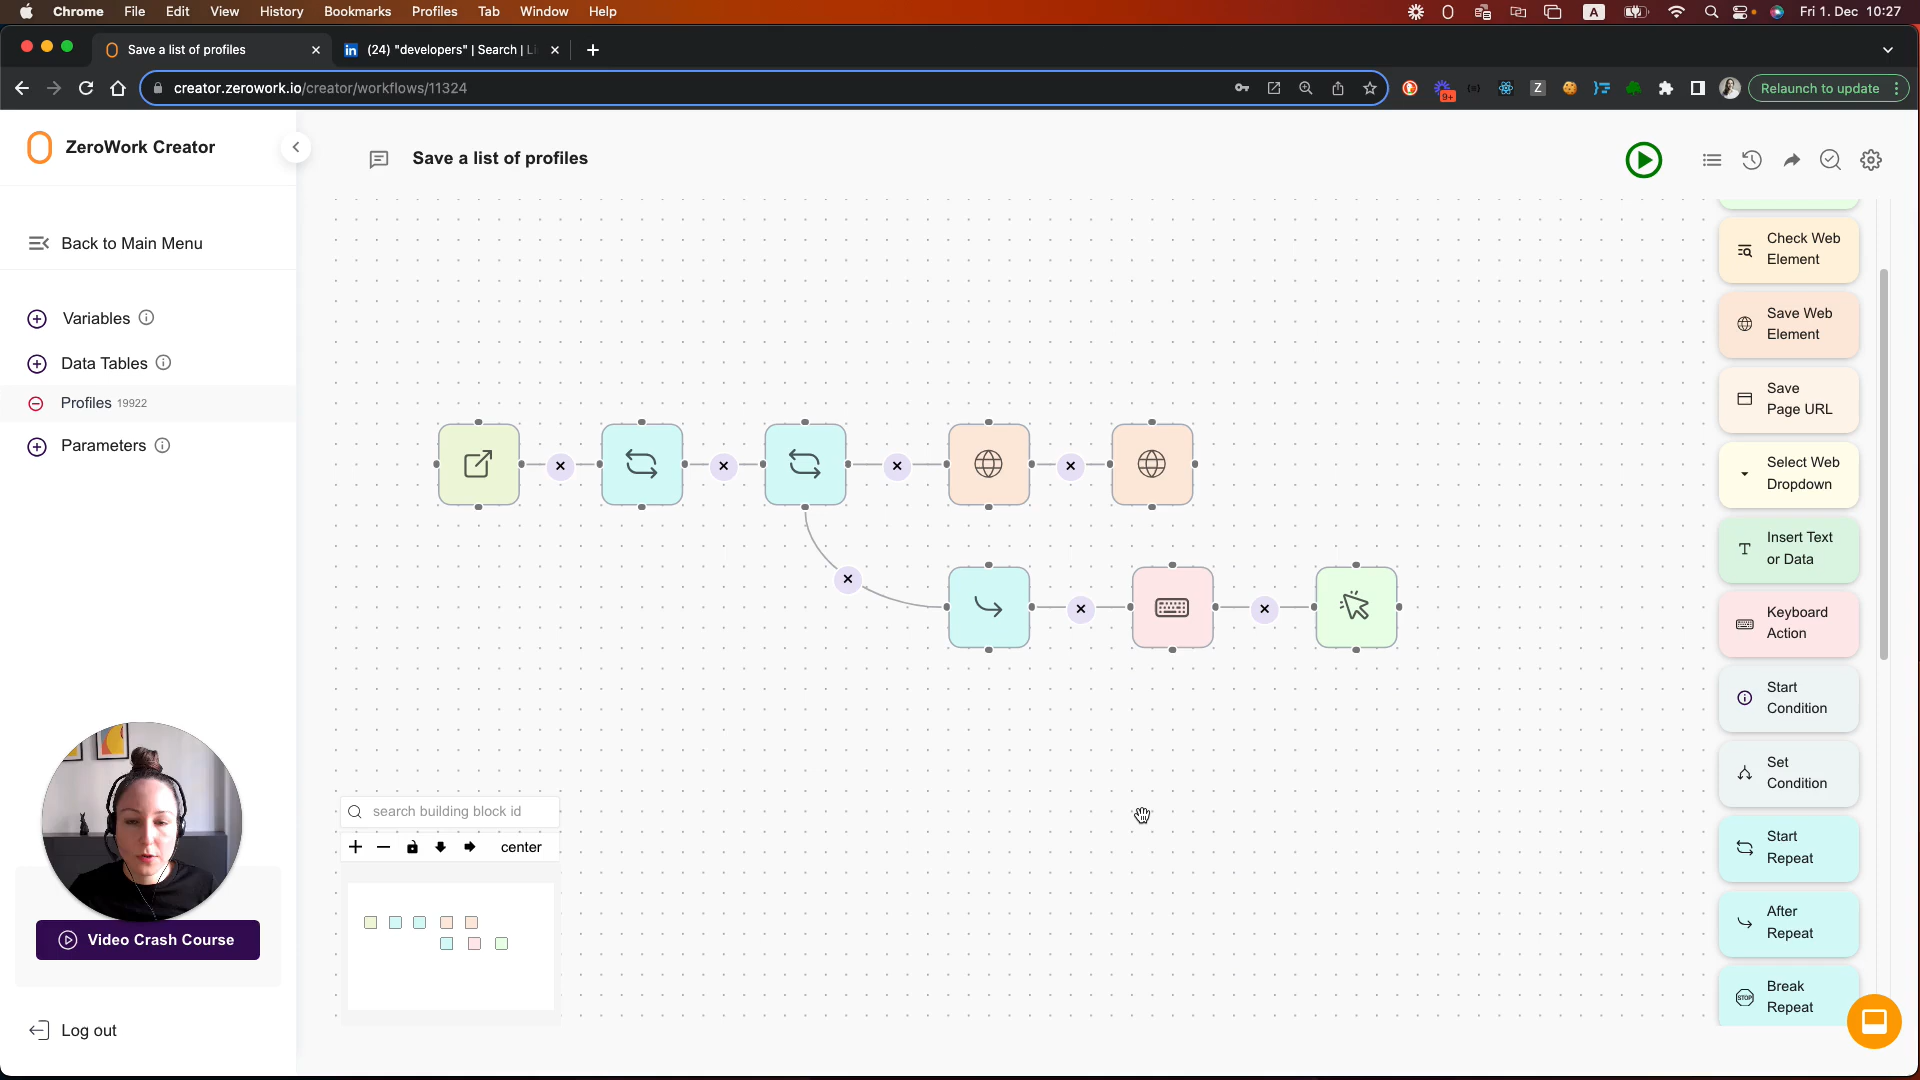 Chrome File Edit View History Bookmarks Profiles Tab Window Help
A
Fri 1. Dec 10:27
Save a list of profiles
(24) "developers" | Search | Li
creator.zerowork.io/creator/workflows/11324
9+
Z
Relaunch to update
ZeroWork Creator
Save a list of profiles
Back to Main Menu
Variables
Data Tables
Profiles 19922
Parameters
Check Web
Element
Save Web
Element
Save
Page URL
Select Web
Dropdown
Insert Text
or Data
Keyboard
Action
Start
Condition
Set
Condition
Start
Repeat
After
Repeat
STOP
Break
Repeat
search building block id
center
Video Crash Course
Log out